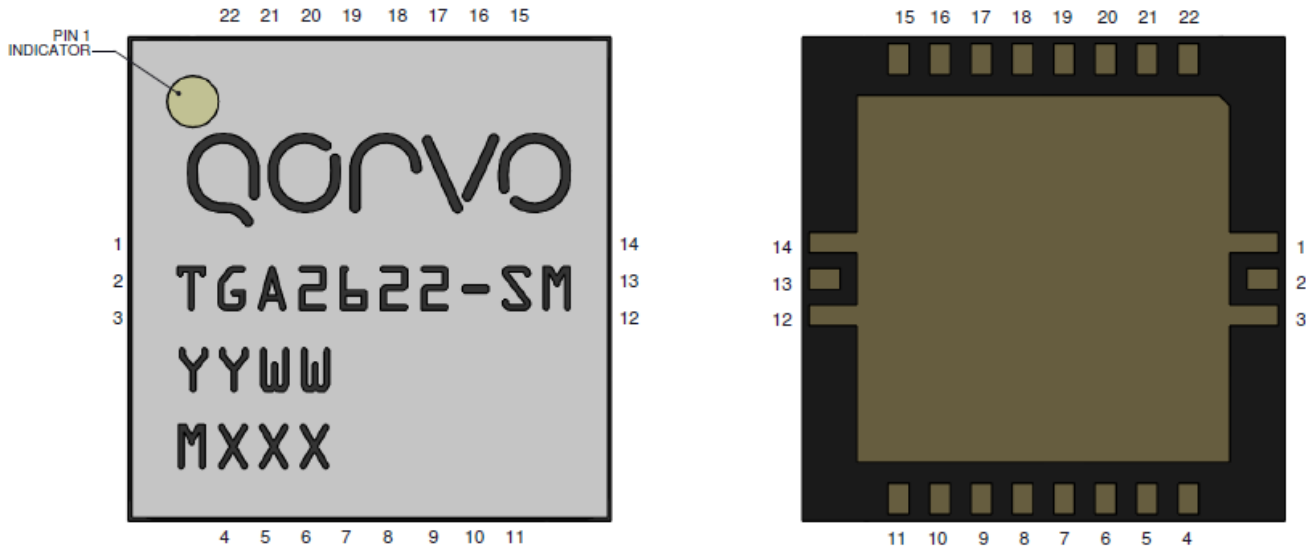 22 21 20 19 18 17 16 15
PIN 1
INDICATOR
QORVO
1 14
2 TGA2622-SM 13
3 12
YYWW
MXXX
4 5 6 7 8 9 10 11
15 16 17 18 19 20 21 22
14 1
13 2
12 3
11 10 9 8 7 6 5 4